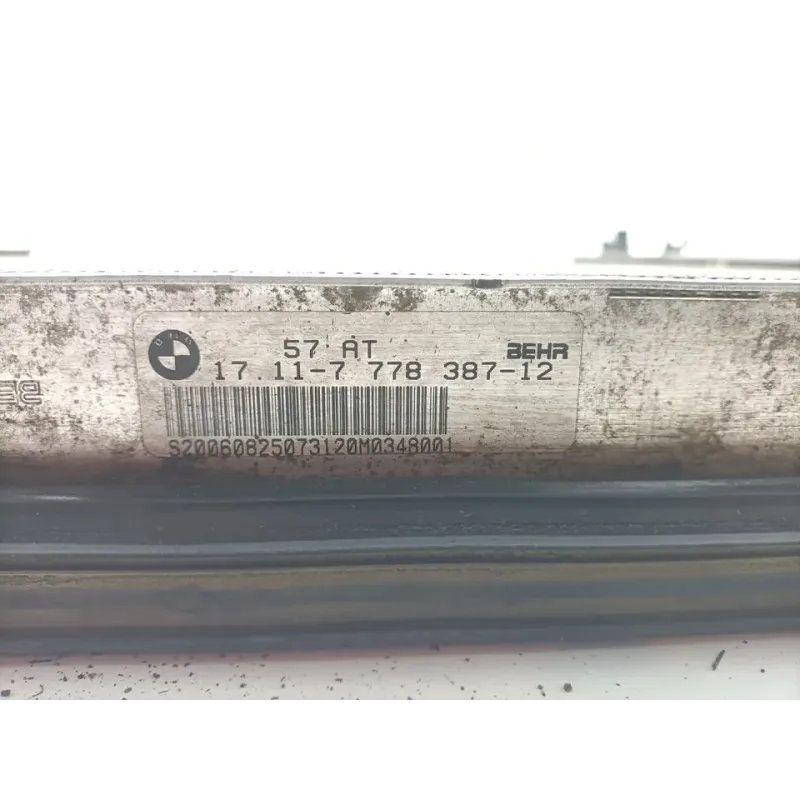 57 AT
BEHR
17.11-7 778 387-12
S20060825073120M0348001